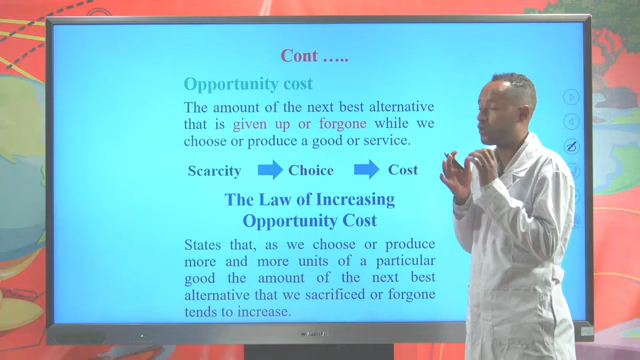 Cont …..
Opportunity cost
The amount of the next best alternative
that is given up or forgone while we
choose or produce a good or service.
Scarcity Choice Cost
The Law of Increasing
Opportunity Cost
States that, as we choose or produce
more and more units of a particular
good the amount of the next best
alternative that we sacrificed or forgone
tends to increase.